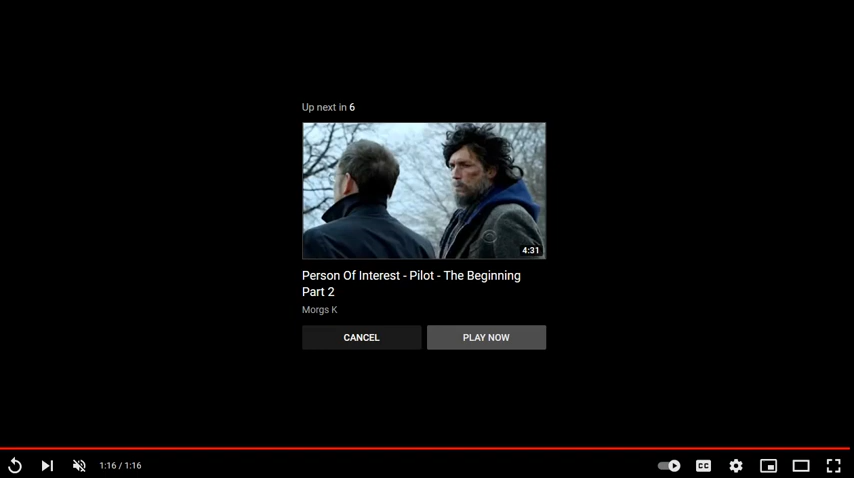 Up next in 6
4:31
Person Of Interest - Pilot - The Beginning
Part 2
Morgs K
CANCEL
PLAY NOW
1:16 / 1:16
CC